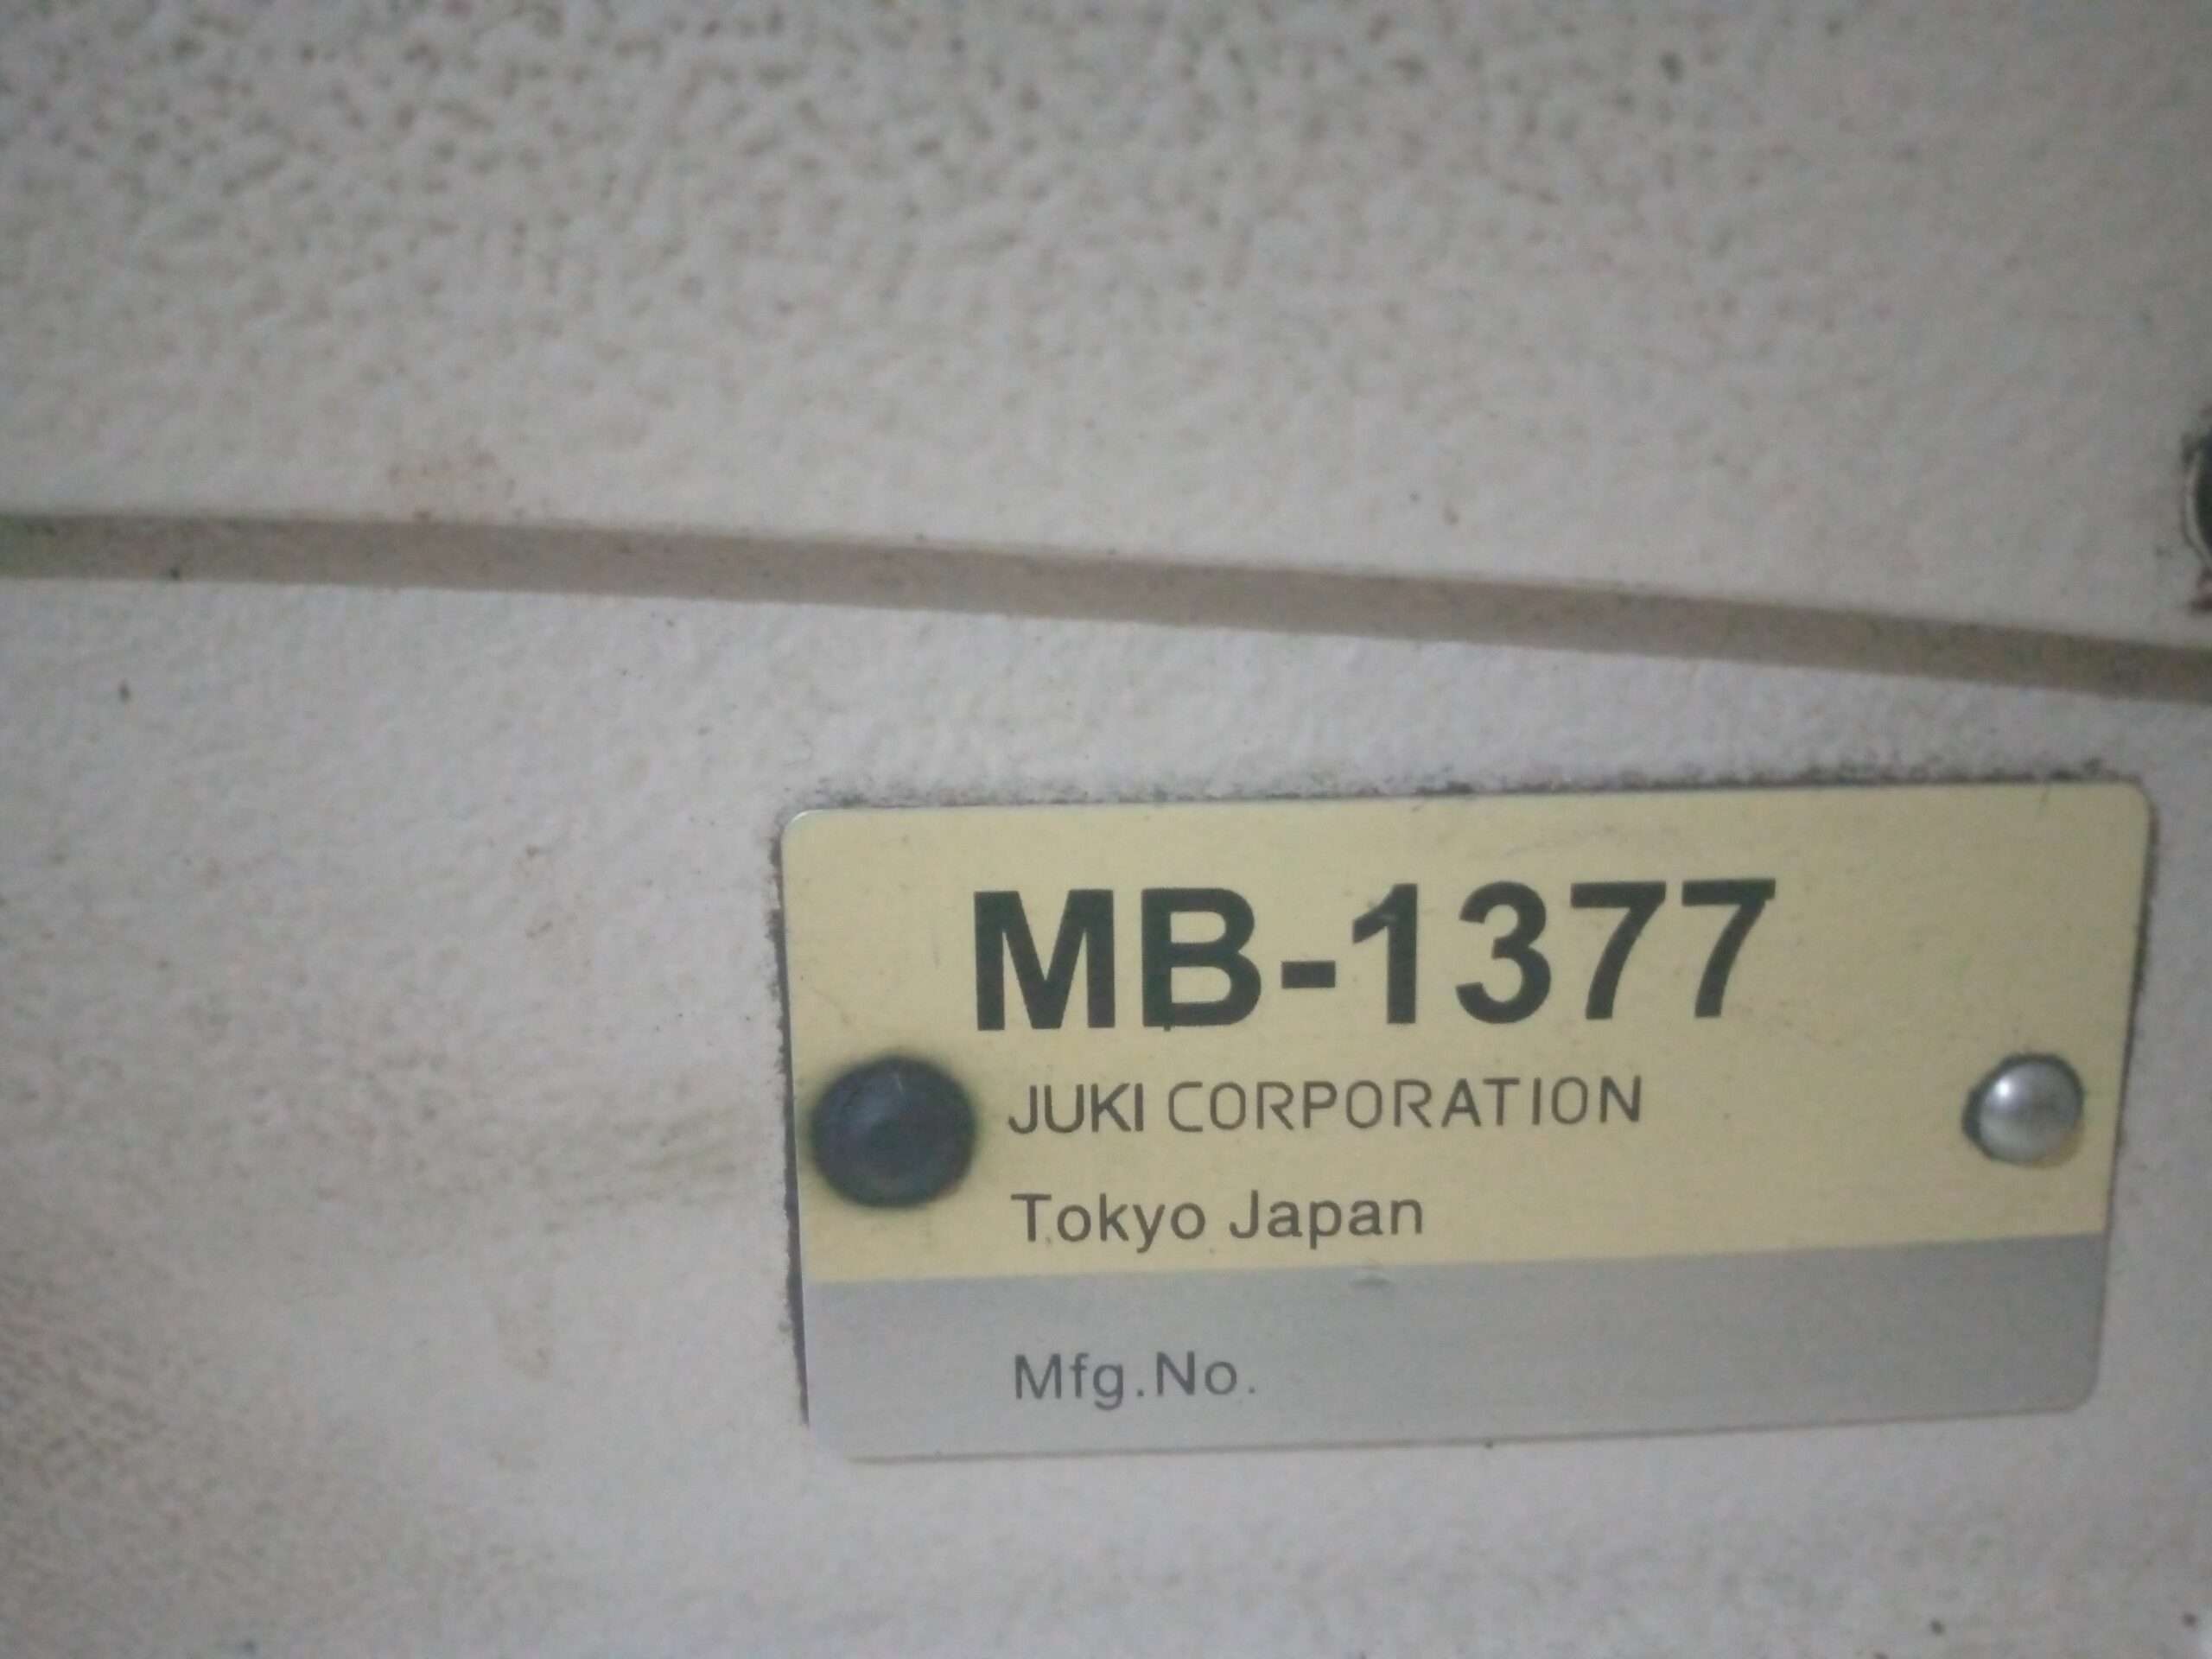 MB-1377
JUKI CORPORATION
Tokyo Japan
Mfg.No.